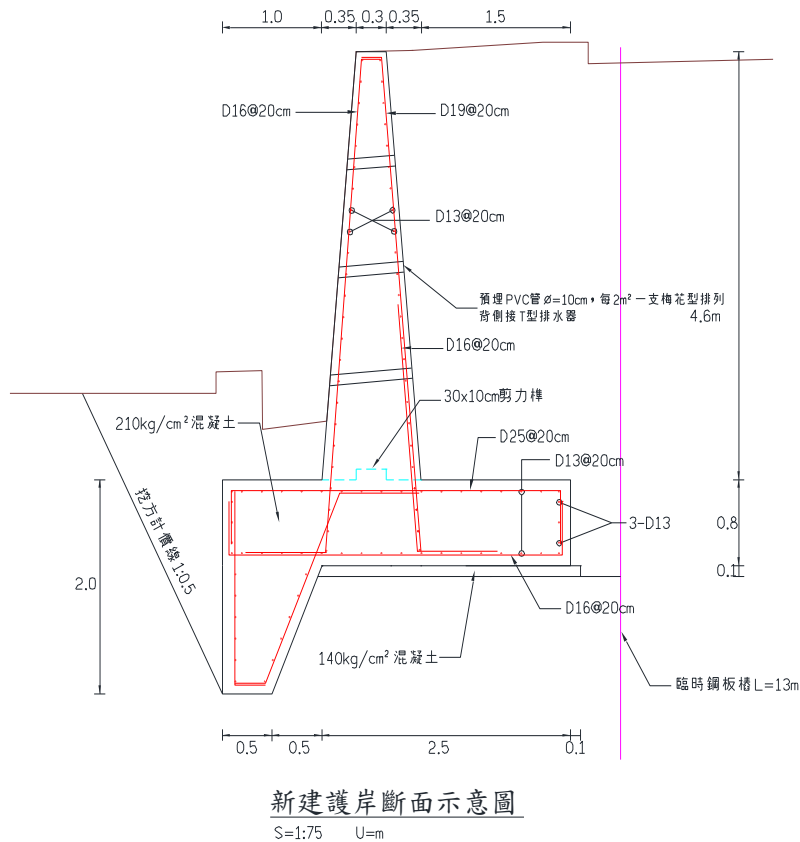 1.0
0.35
0.3
0.35
1.5
D16@20cm
D19@20cm
D13@20cm
預埋PVC管Ø=10cm，每2m²一支梅花型排列
背側接T型排水器
4.6m
D16@20cm
30x10cm剪力榫
210kg/cm²混凝土
D25@20cm
D13@20cm
挖方計價線1:0.5
3-D13
0.8
0.1
2.0
D16@20cm
140kg/cm²混凝土
臨時鋼板樁L=13m
0.5
0.5
2.5
0.1
新建護岸斷面示意圖
S=1:75 U=m